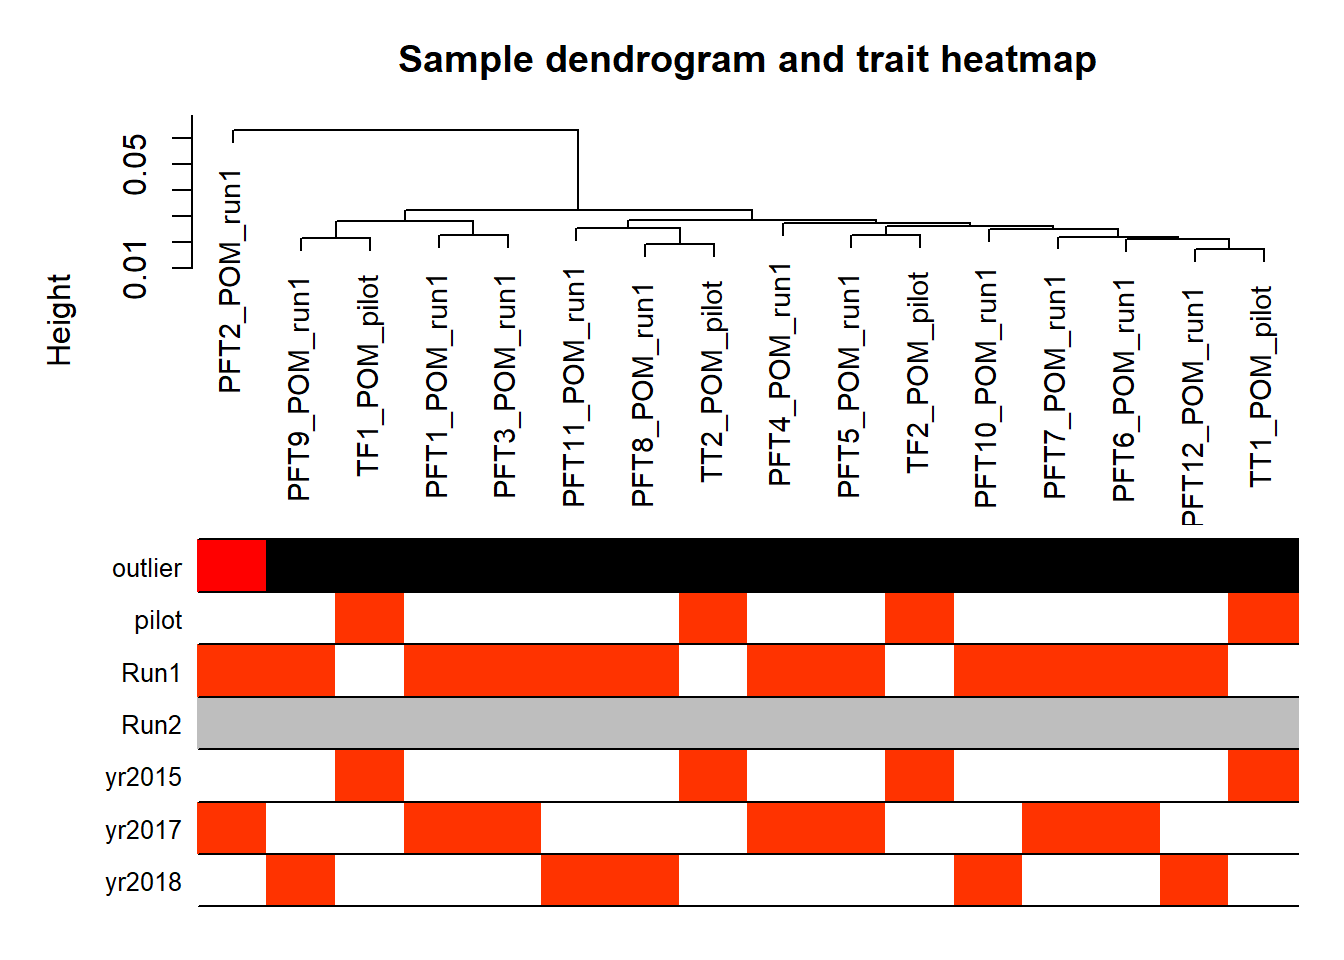 Sample dendrogram and trait heatmap
Height
0.05
0.01
PFT2_POM_run1
PFT9_POM_run1
TF1_POM_pilot
PFT1_POM_run1
PFT3_POM_run1
PFT11_POM_run1
PFT8_POM_run1
TT2_POM_pilot
PFT4_POM_run1
PFT5_POM_run1
TF2_POM_pilot
PFT10_POM_run1
PFT7_POM_run1
PFT6_POM_run1
PFT12_POM_run1
TT1_POM_pilot
outlier
pilot
Run1
Run2
yr2015
yr2017
yr2018